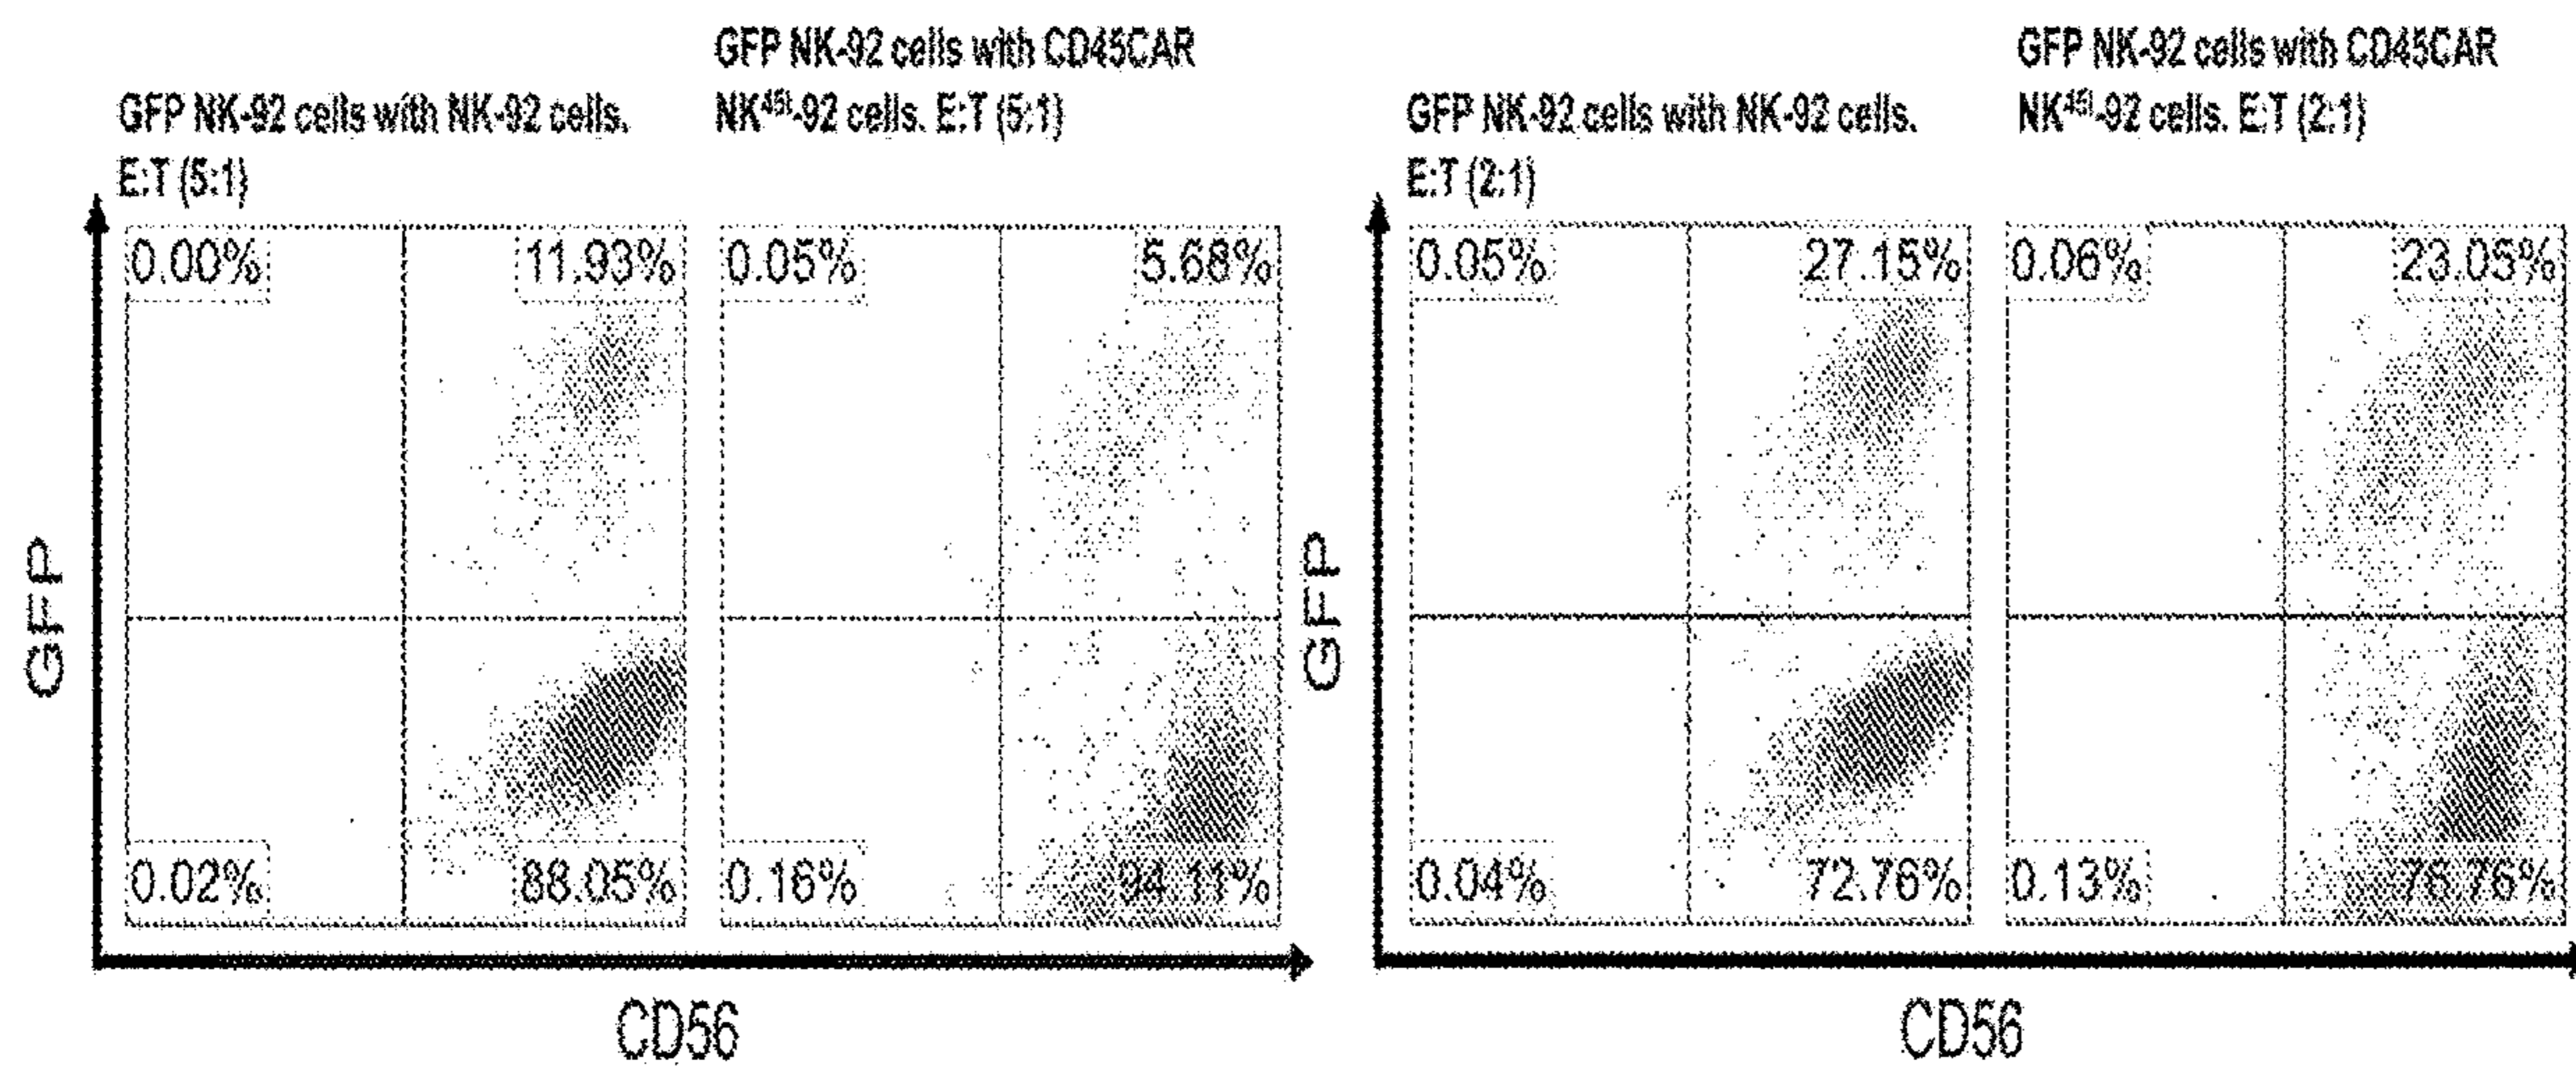 GFP NK-92 cells with NK-92 cells.
E:T (5:1)
GFP NK-92 cells with CD45CAR
NK⁴⁵ⁱ-92 cells. E:T (5:1)
GFP NK-92 cells with NK-92 cells.
E:T (2:1)
GFP NK-92 cells with CD45CAR
NK⁴⁵ⁱ-92 cells. E:T (2:1)
0.00%
11.93%
0.05%
5.68%
0.05%
27.15%
0.06%
23.05%
GFP
GFP
0.02%
88.05%
0.16%
94.11%
0.04%
72.76%
0.13%
76.76%
CD56
CD56